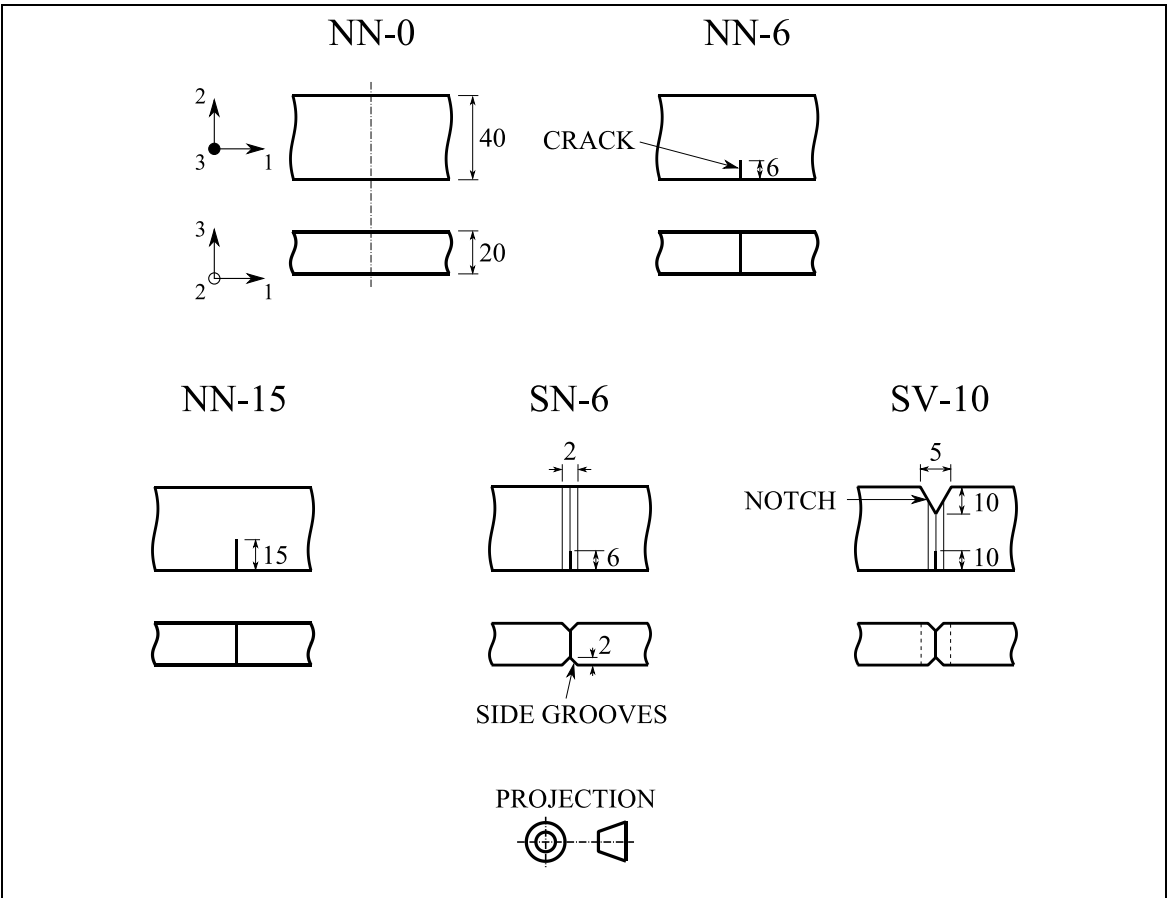 NN-0
NN-6
2
3
1
40
CRACK
6
3
2
1
20
NN-15
SN-6
SV-10
2
5
NOTCH
10
15
6
10
2
SIDE GROOVES
PROJECTION